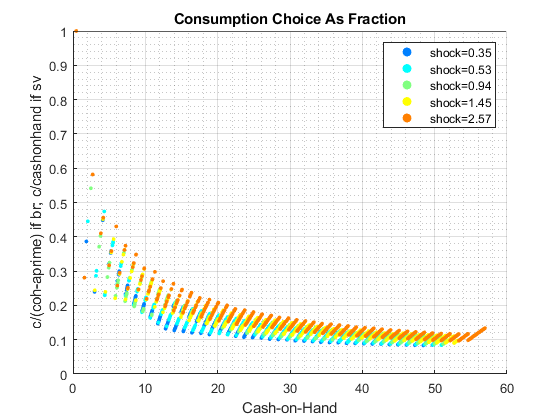 Consumption Choice As Fraction
c/(coh-aprime) if br, c/cashonhand if sv
1
0.9
0.8
0.7
0.6
0.5
0.4
0.3
0.2
0.1
0
shock=0.35
shock=0.53
shock=0.94
shock=1.45
shock=2.57
0 10 20 30 40 50 60
Cash-on-Hand